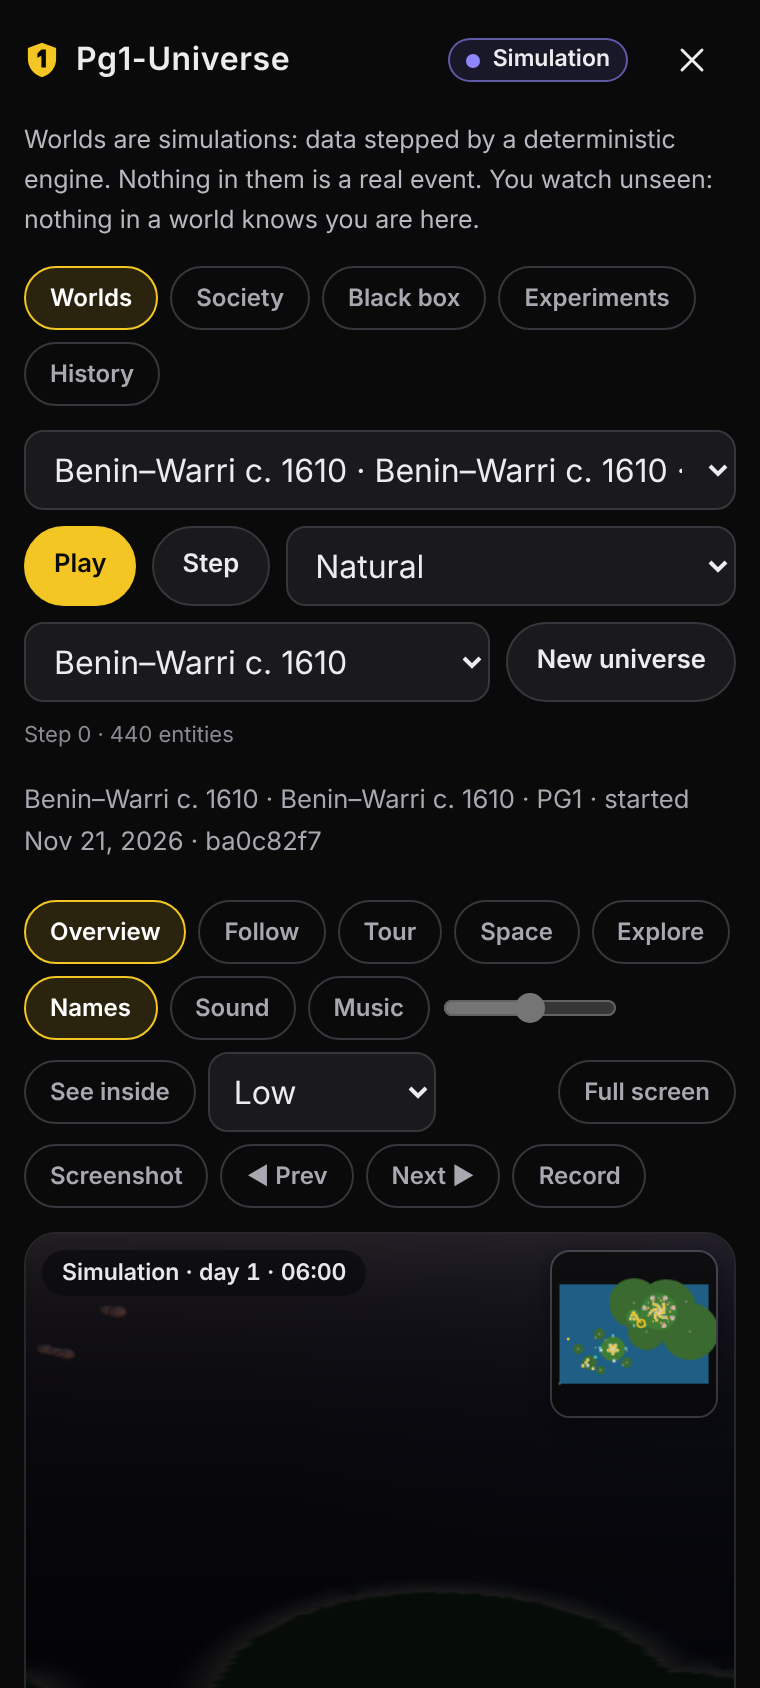 1 Pg1-Universe
Simulation
Worlds are simulations: data stepped by a deterministic
engine. Nothing in them is a real event. You watch unseen:
nothing in a world knows you are here.
Worlds Society Black box Experiments
History
Benin–Warri c. 1610 · Benin–Warri c. 1610 ·
Play Step Natural
Benin–Warri c. 1610 New universe
Step 0 · 440 entities
Benin–Warri c. 1610 · Benin–Warri c. 1610 · PG1 · started
Nov 21, 2026 · ba0c82f7
Overview Follow Tour Space Explore
Names Sound Music
See inside Low Full screen
Screenshot ◀ Prev Next ▶ Record
Simulation · day 1 · 06:00